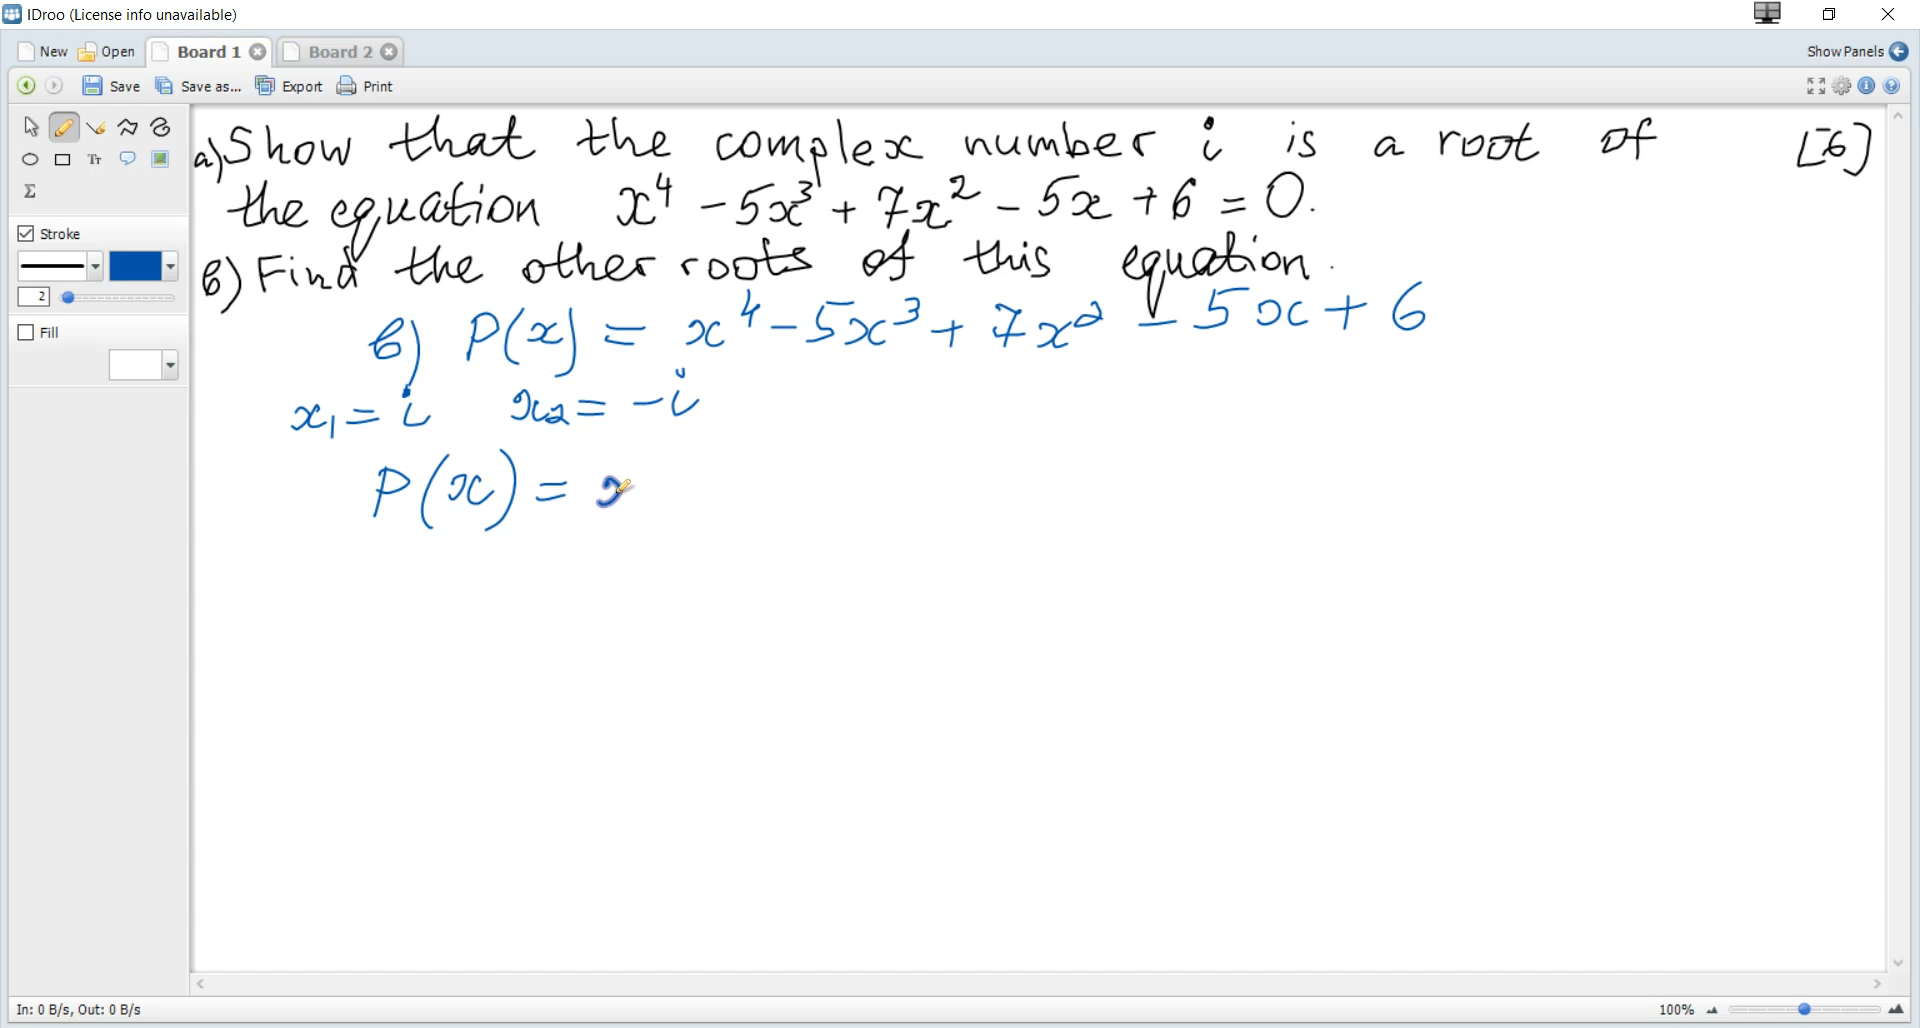 IDroo (License info unavailable)
New Open Board 1 Board 2 Show Panels
Save Save as... Export Print
Stroke
2
Fill
a) Show that the complex number i is a root of [6]
the equation x⁴ - 5x³ + 7x² - 5x + 6 = 0.
b) Find the other roots of this equation.
b) P(x) = x⁴ - 5x³ + 7x² - 5x + 6
x₁ = i x₂ = -i
P(x) = x
In: 0 B/s, Out: 0 B/s 100%